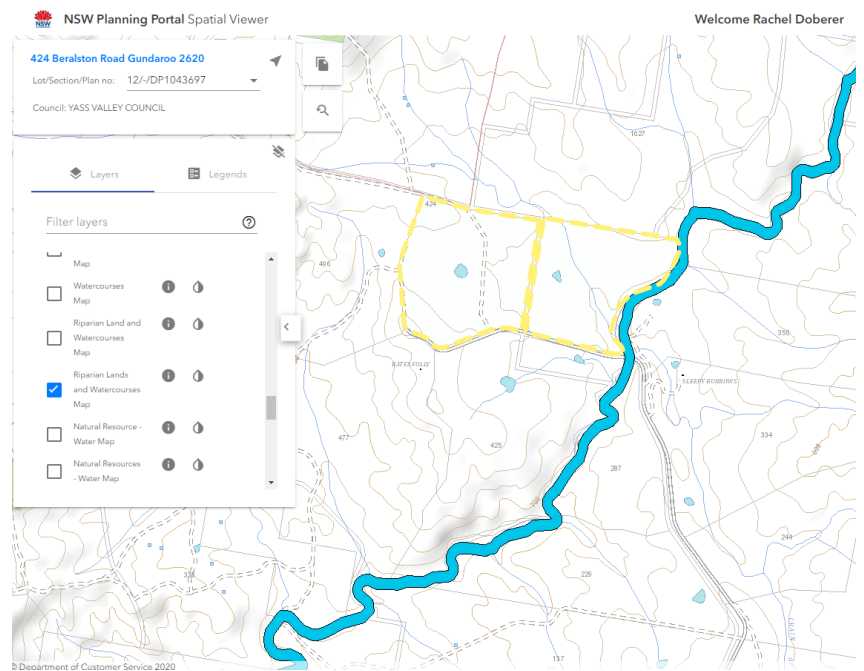 NSW
NSW Planning Portal Spatial Viewer
Welcome Rachel Doberer
424 Beralston Road Gundaroo 2620
Lot/Section/Plan no: 12/-/DP1043697
Council: YASS VALLEY COUNCIL
Layers
Legends
Filter layers
Map
Watercourses
Map
Riparian Land and
Watercourses
Map
Riparian Lands
and Watercourses
Map
Natural Resource -
Water Map
Natural Resources
- Water Map
1627
424
496
350
KATES FOLLY
SLEEPY BURROWS
477
425
334
287
244
229
338
137
© Department of Customer Service 2020